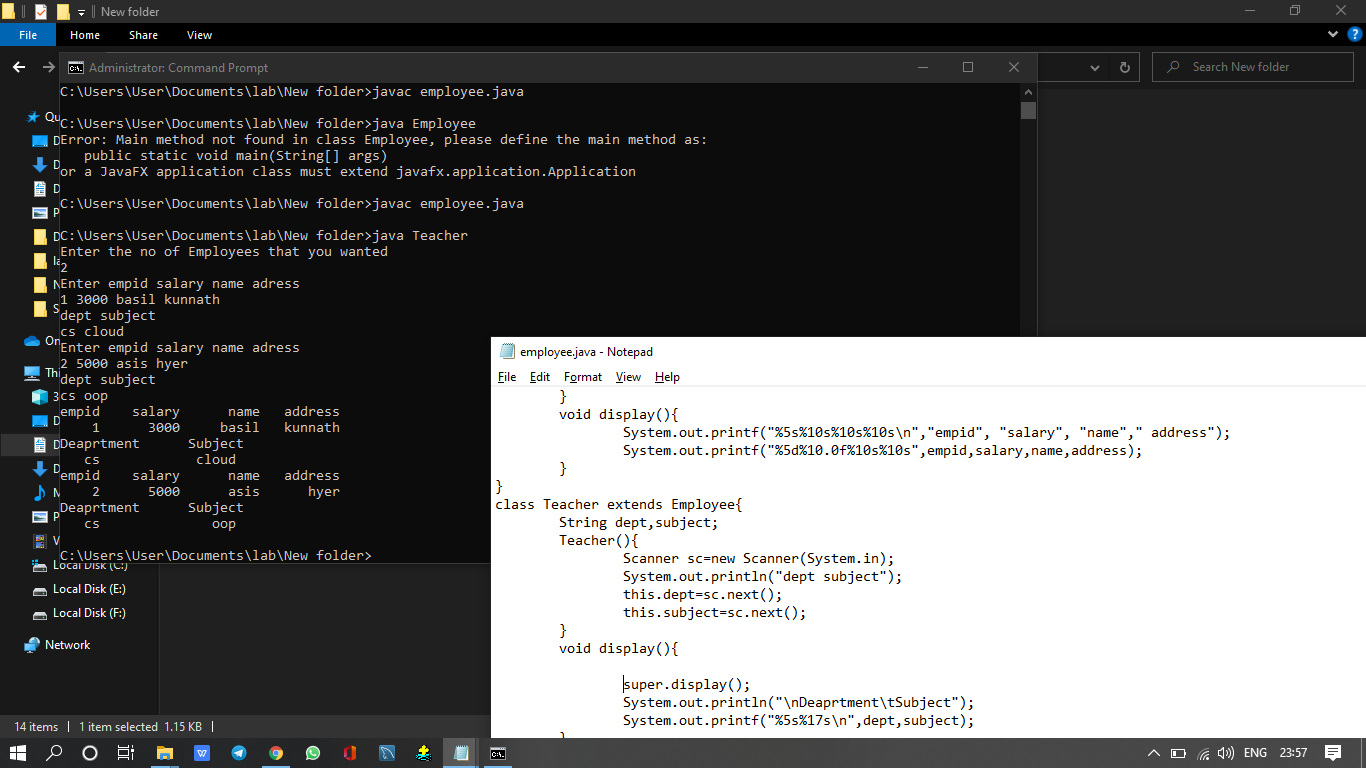 New folder
File Home Share View
Search New folder
Administrator: Command Prompt
C:\Users\User\Documents\lab\New folder>javac employee.java
C:\Users\User\Documents\lab\New folder>java Employee
Error: Main method not found in class Employee, please define the main method as:
   public static void main(String[] args)
or a JavaFX application class must extend javafx.application.Application
C:\Users\User\Documents\lab\New folder>javac employee.java
C:\Users\User\Documents\lab\New folder>java Teacher
Enter the no of Employees that you wanted
2
Enter empid salary name adress
1 3000 basil kunnath
dept subject
cs cloud
Enter empid salary name adress
2 5000 asis hyer
dept subject
cs oop
empid    salary      name   address
    1      3000     basil   kunnath
Deaprtment      Subject
   cs            cloud
empid    salary      name   address
    2      5000      asis      hyer
Deaprtment      Subject
   cs              oop
C:\Users\User\Documents\lab\New folder>
Local Disk (C:)
Local Disk (E:)
Local Disk (F:)
Network
14 items 1 item selected 1.15 KB
employee.java - Notepad
File Edit Format View Help
        }
        void display(){
                System.out.printf("%5s%10s%10s%10s\n","empid", "salary", "name"," address");
                System.out.printf("%5d%10.0f%10s%10s",empid,salary,name,address);
        }
}
class Teacher extends Employee{
        String dept,subject;
        Teacher(){
                Scanner sc=new Scanner(System.in);
                System.out.println("dept subject");
                this.dept=sc.next();
                this.subject=sc.next();
        }
        void display(){
                super.display();
                System.out.println("\nDeaprtment\tSubject");
                System.out.printf("%5s%17s\n",dept,subject);
        }
ENG 23:57